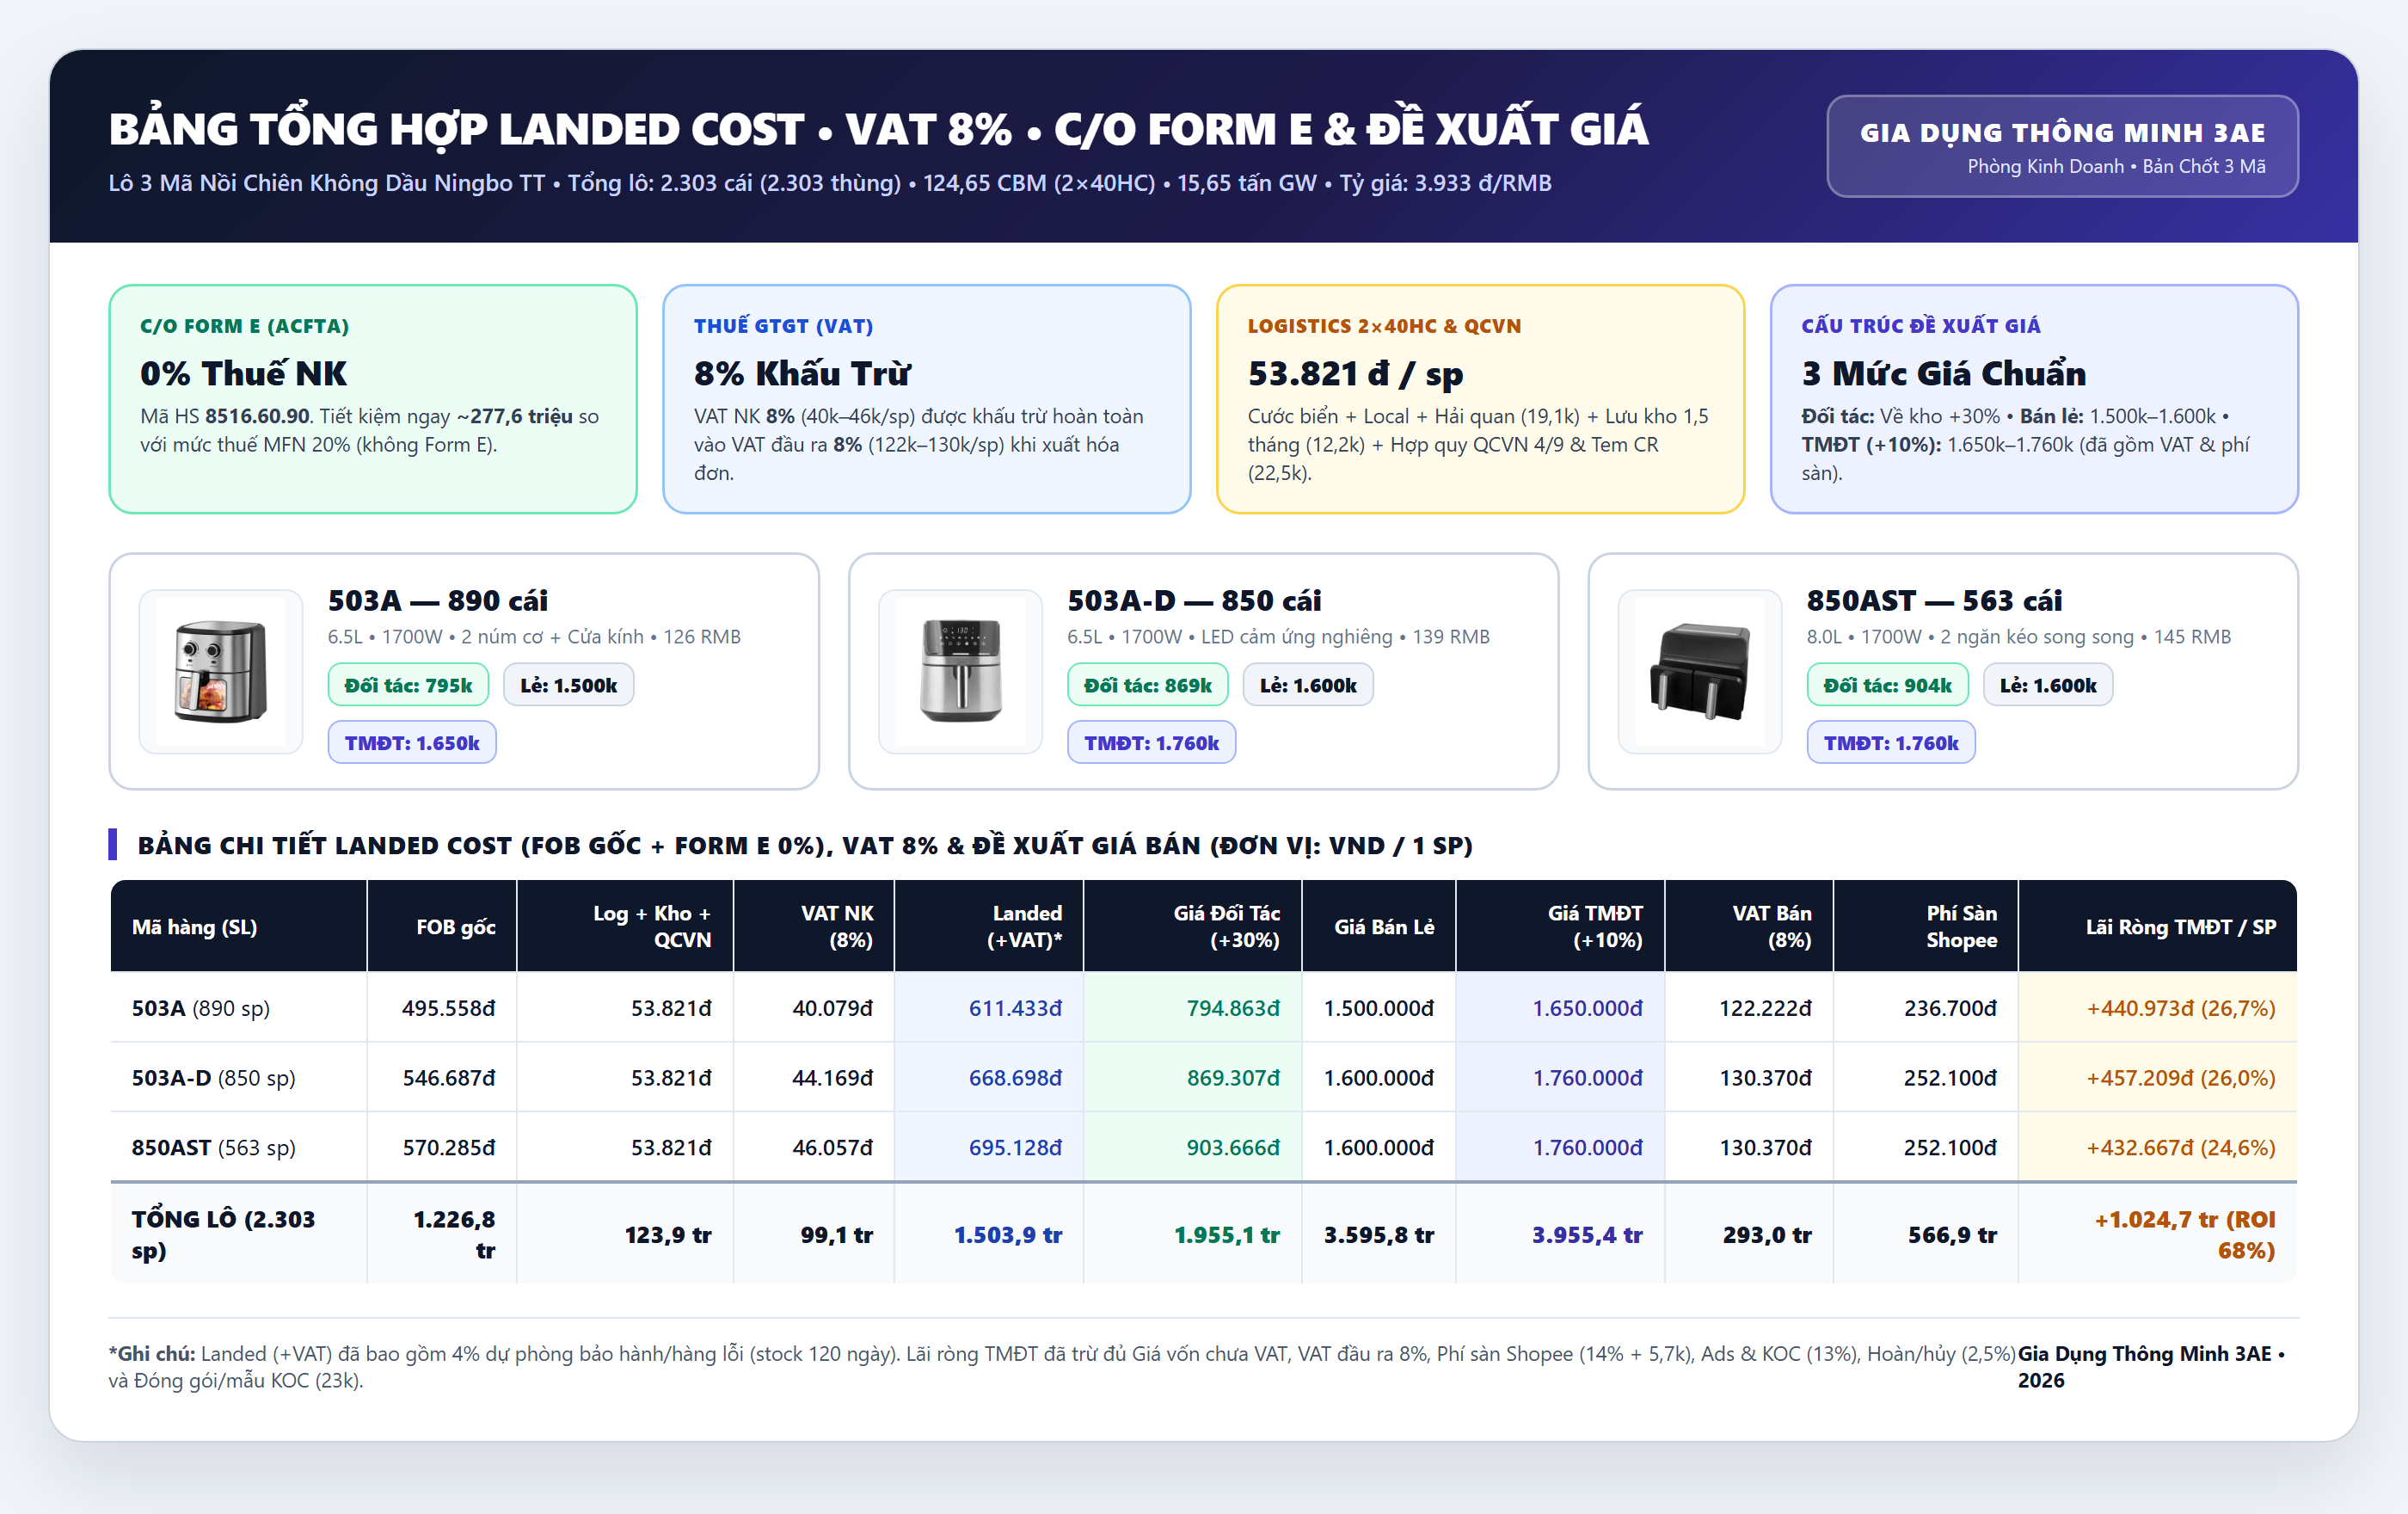 BẢNG TỔNG HỢP LANDED COST • VAT 8% • C/O FORM E & ĐỀ XUẤT GIÁ
Lô 3 Mã Nồi Chiên Không Dầu Ningbo TT • Tổng lô: 2.303 cái (2.303 thùng) • 124,65 CBM (2×40HC) • 15,65 tấn GW • Tỷ giá: 3.933 đ/RMB
GIA DỤNG THÔNG MINH 3AE
Phòng Kinh Doanh • Bản Chốt 3 Mã
C/O FORM E (ACFTA)
0% Thuế NK
Mã HS 8516.60.90. Tiết kiệm ngay ~277,6 triệu so
với mức thuế MFN 20% (không Form E).
THUẾ GTGT (VAT)
8% Khấu Trừ
VAT NK 8% (40k–46k/sp) được khấu trừ hoàn toàn
vào VAT đầu ra 8% (122k–130k/sp) khi xuất hóa
đơn.
LOGISTICS 2×40HC & QCVN
53.821 đ / sp
Cước biển + Local + Hải quan (19,1k) + Lưu kho 1,5
tháng (12,2k) + Hợp quy QCVN 4/9 & Tem CR
(22,5k).
CẤU TRÚC ĐỀ XUẤT GIÁ
3 Mức Giá Chuẩn
Đối tác: Về kho +30% • Bán lẻ: 1.500k–1.600k •
TMĐT (+10%): 1.650k–1.760k (đã gồm VAT & phí
sàn).
503A — 890 cái
6.5L • 1700W • 2 núm cơ + Cửa kính • 126 RMB
Đối tác: 795k Lẻ: 1.500k
TMĐT: 1.650k
503A-D — 850 cái
6.5L • 1700W • LED cảm ứng nghiêng • 139 RMB
Đối tác: 869k Lẻ: 1.600k
TMĐT: 1.760k
850AST — 563 cái
8.0L • 1700W • 2 ngăn kéo song song • 145 RMB
Đối tác: 904k Lẻ: 1.600k
TMĐT: 1.760k
BẢNG CHI TIẾT LANDED COST (FOB GỐC + FORM E 0%), VAT 8% & ĐỀ XUẤT GIÁ BÁN (ĐƠN VỊ: VND / 1 SP)
Mã hàng (SL) FOB gốc Log + Kho + QCVN VAT NK (8%) Landed (+VAT)* Giá Đối Tác (+30%) Giá Bán Lẻ Giá TMĐT (+10%) VAT Bán (8%) Phí Sàn Shopee Lãi Ròng TMĐT / SP
503A (890 sp) 495.558đ 53.821đ 40.079đ 611.433đ 794.863đ 1.500.000đ 1.650.000đ 122.222đ 236.700đ +440.973đ (26,7%)
503A-D (850 sp) 546.687đ 53.821đ 44.169đ 668.698đ 869.307đ 1.600.000đ 1.760.000đ 130.370đ 252.100đ +457.209đ (26,0%)
850AST (563 sp) 570.285đ 53.821đ 46.057đ 695.128đ 903.666đ 1.600.000đ 1.760.000đ 130.370đ 252.100đ +432.667đ (24,6%)
TỔNG LÔ (2.303 sp) 1.226,8 tr 123,9 tr 99,1 tr 1.503,9 tr 1.955,1 tr 3.595,8 tr 3.955,4 tr 293,0 tr 566,9 tr +1.024,7 tr (ROI 68%)
*Ghi chú: Landed (+VAT) đã bao gồm 4% dự phòng bảo hành/hàng lỗi (stock 120 ngày). Lãi ròng TMĐT đã trừ đủ Giá vốn chưa VAT, VAT đầu ra 8%, Phí sàn Shopee (14% + 5,7k), Ads & KOC (13%), Hoàn/hủy (2,5%)
và Đóng gói/mẫu KOC (23k).
Gia Dụng Thông Minh 3AE •
2026